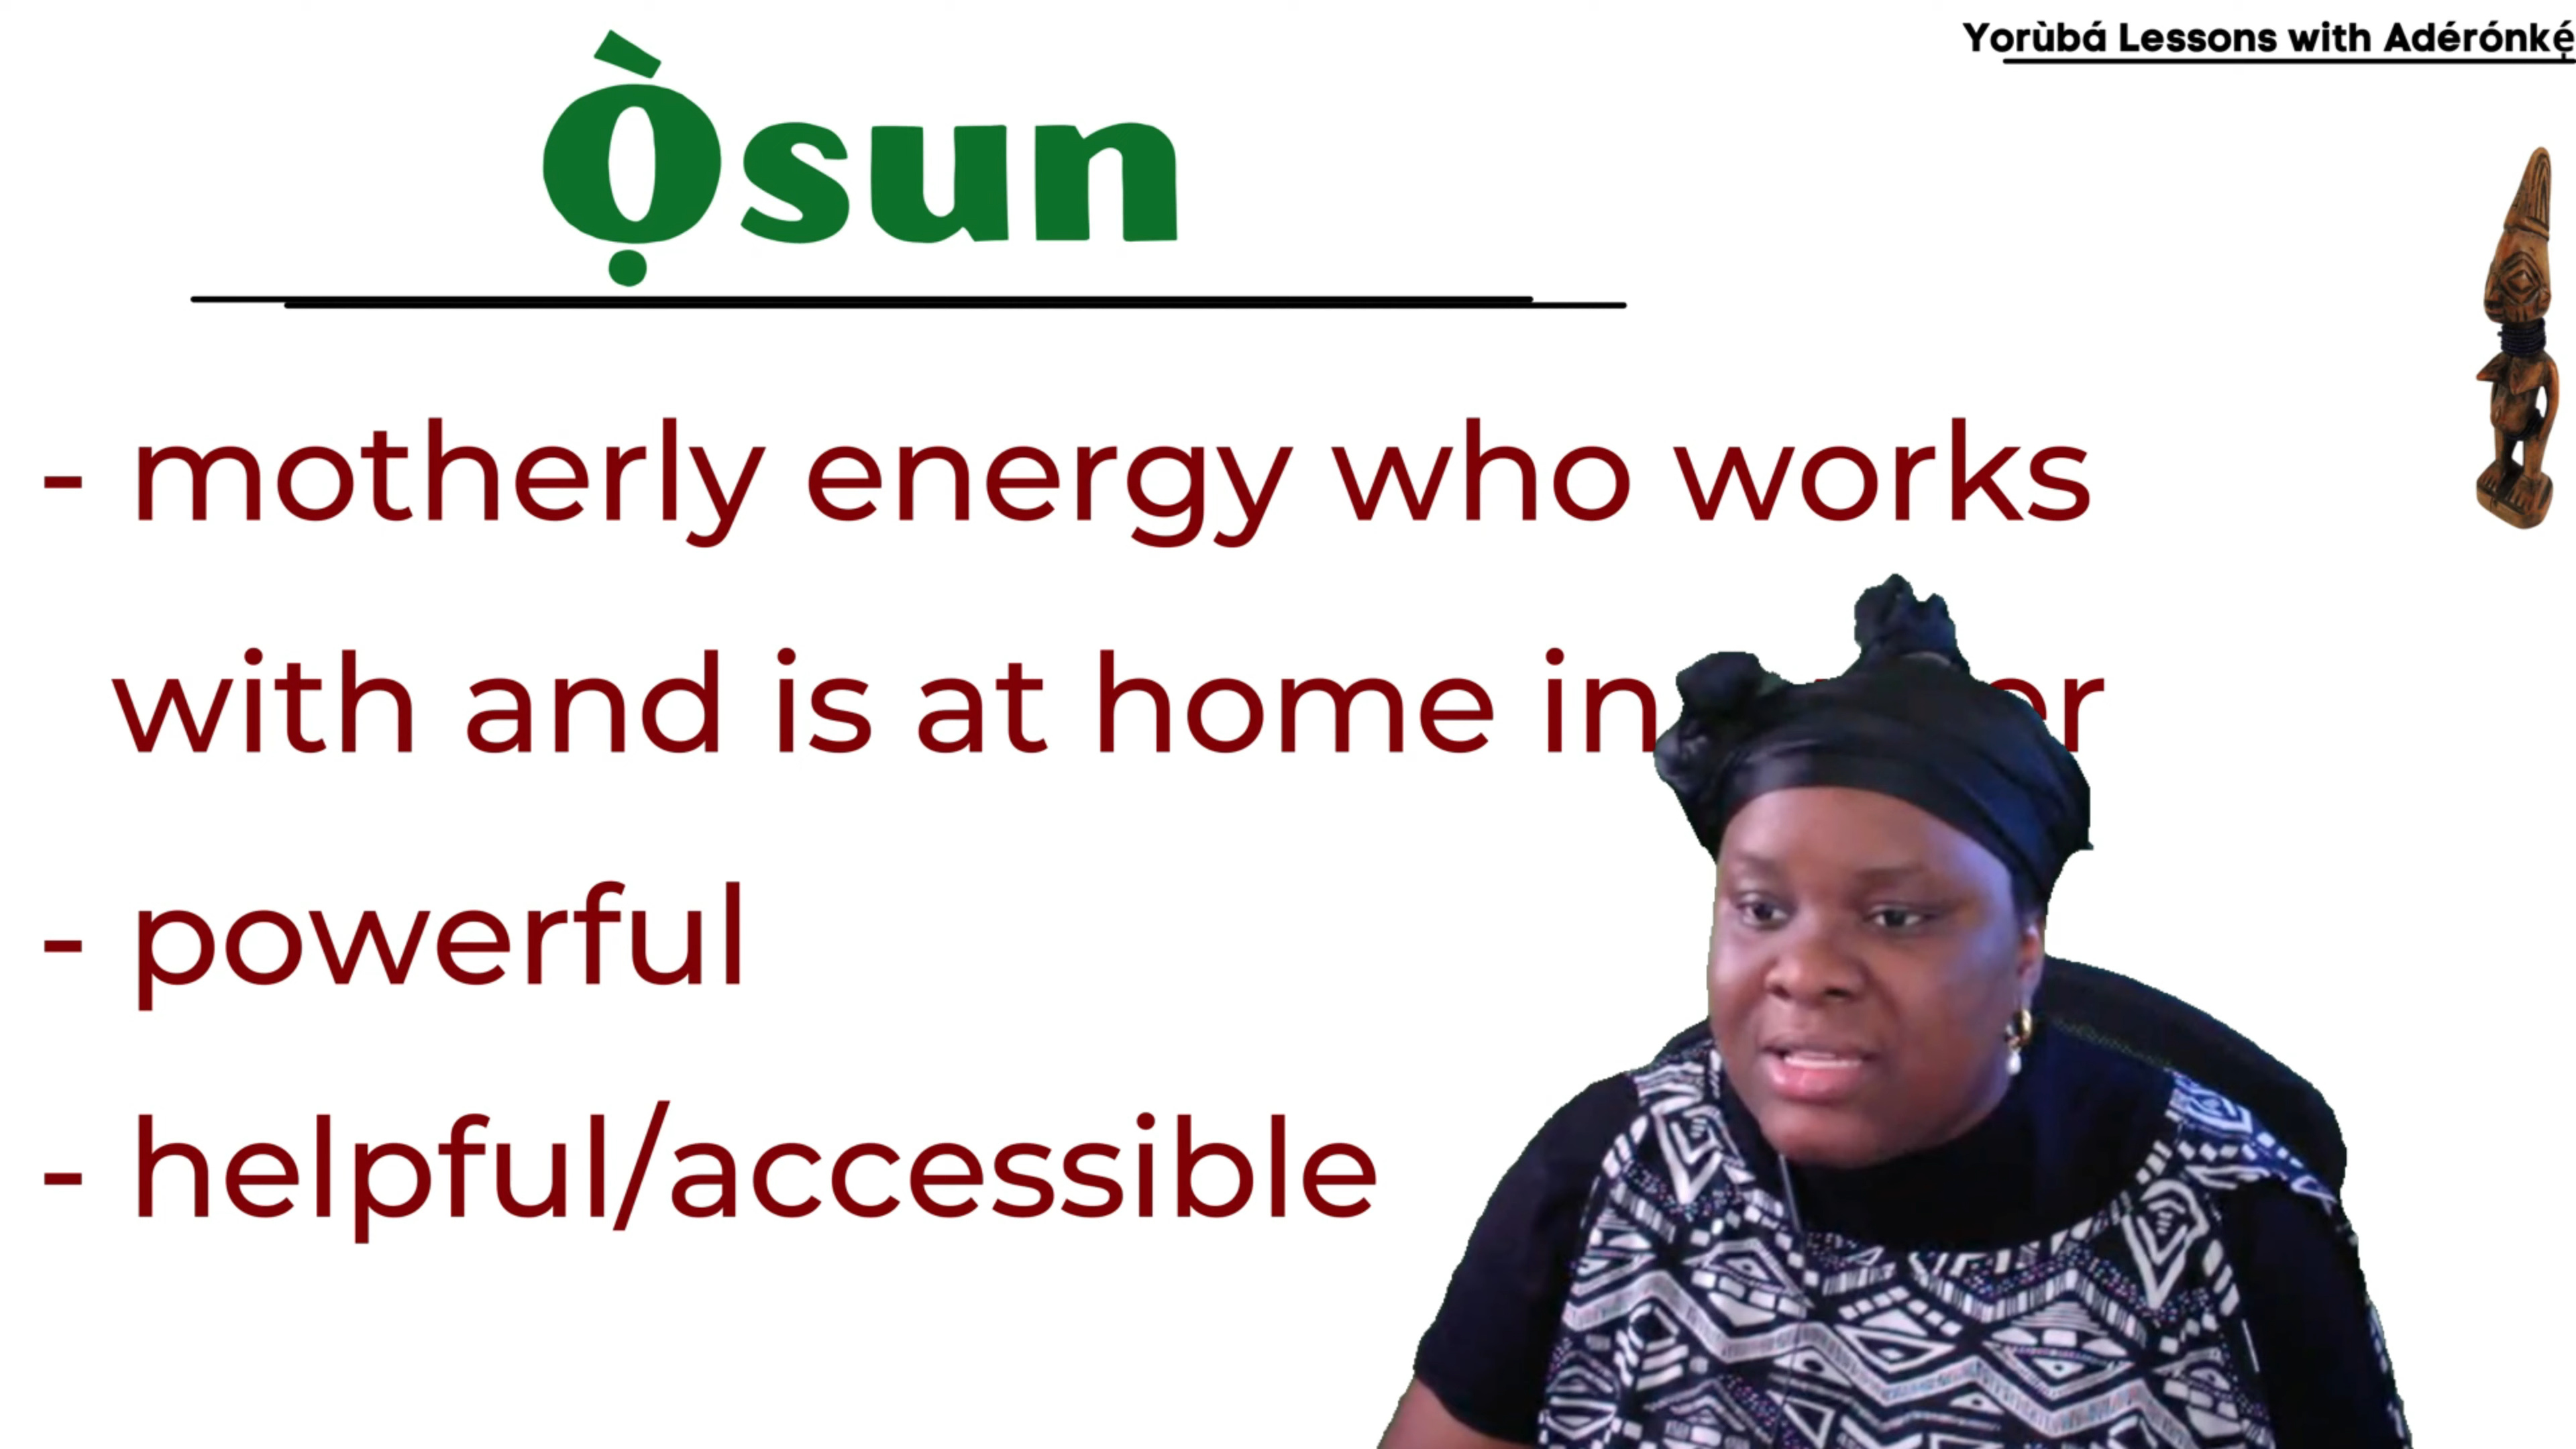 Yorùbá Lessons with Adérónkẹ́
Ọ̀sun
- motherly energy who works
with and is at home in
- powerful
- helpful/accessible